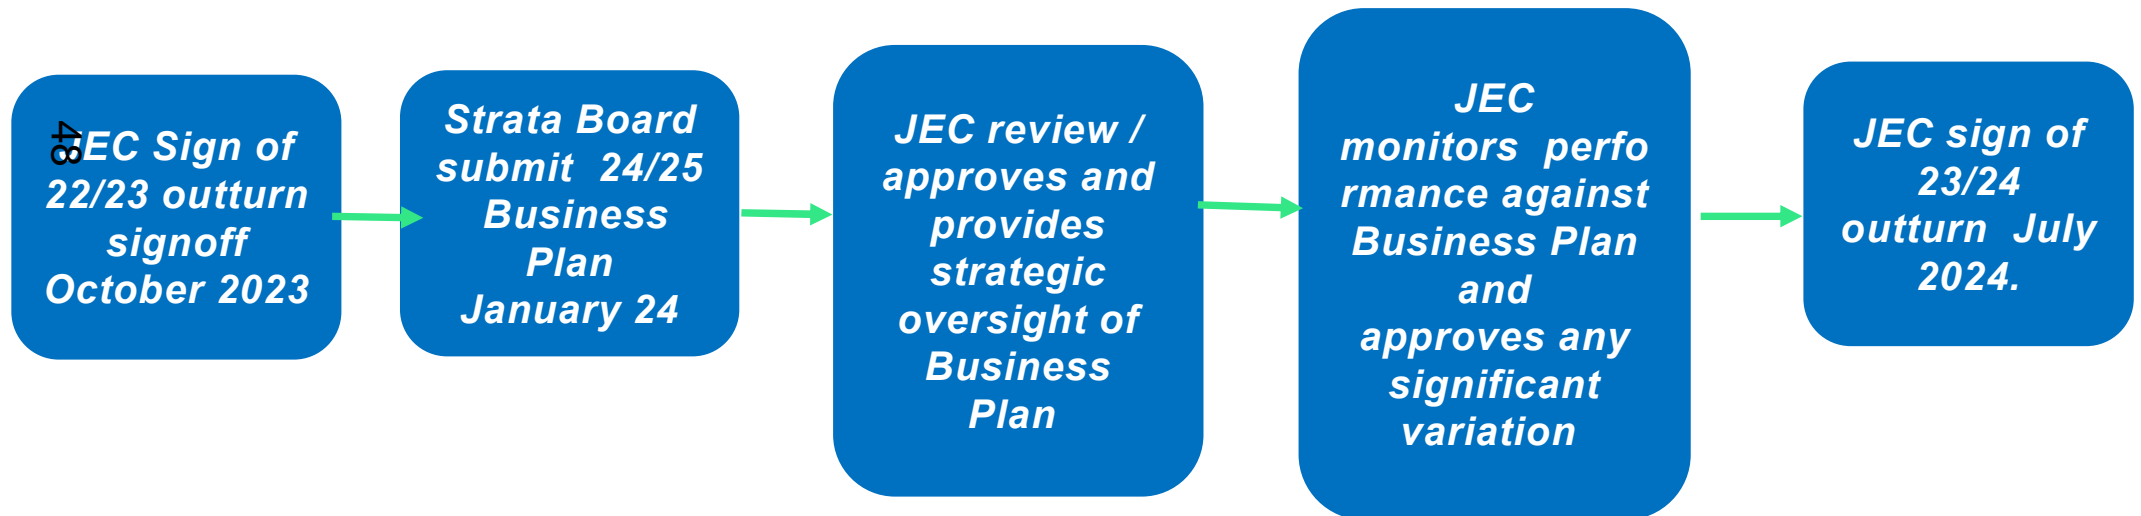 48
JEC Sign of
22/23 outturn
signoff
October 2023
Strata Board
submit 24/25
Business
Plan
January 24
JEC review /
approves and
provides
strategic
oversight of
Business
Plan
JEC
monitors perfo
rmance against
Business Plan
and
approves any
significant
variation
JEC sign of
23/24
outturn July
2024.